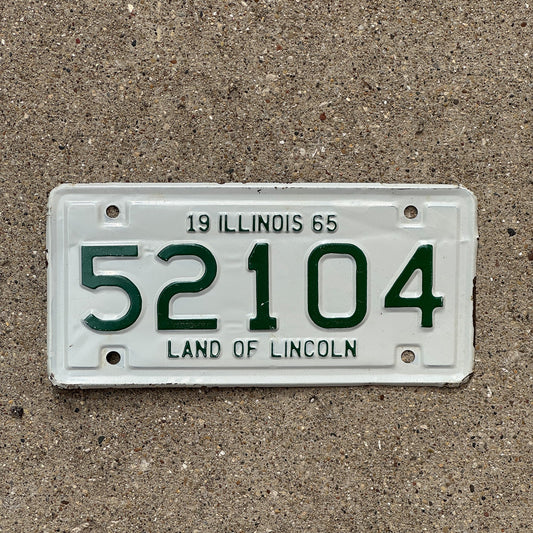 19 ILLINOIS 65
52104
LAND OF LINCOLN